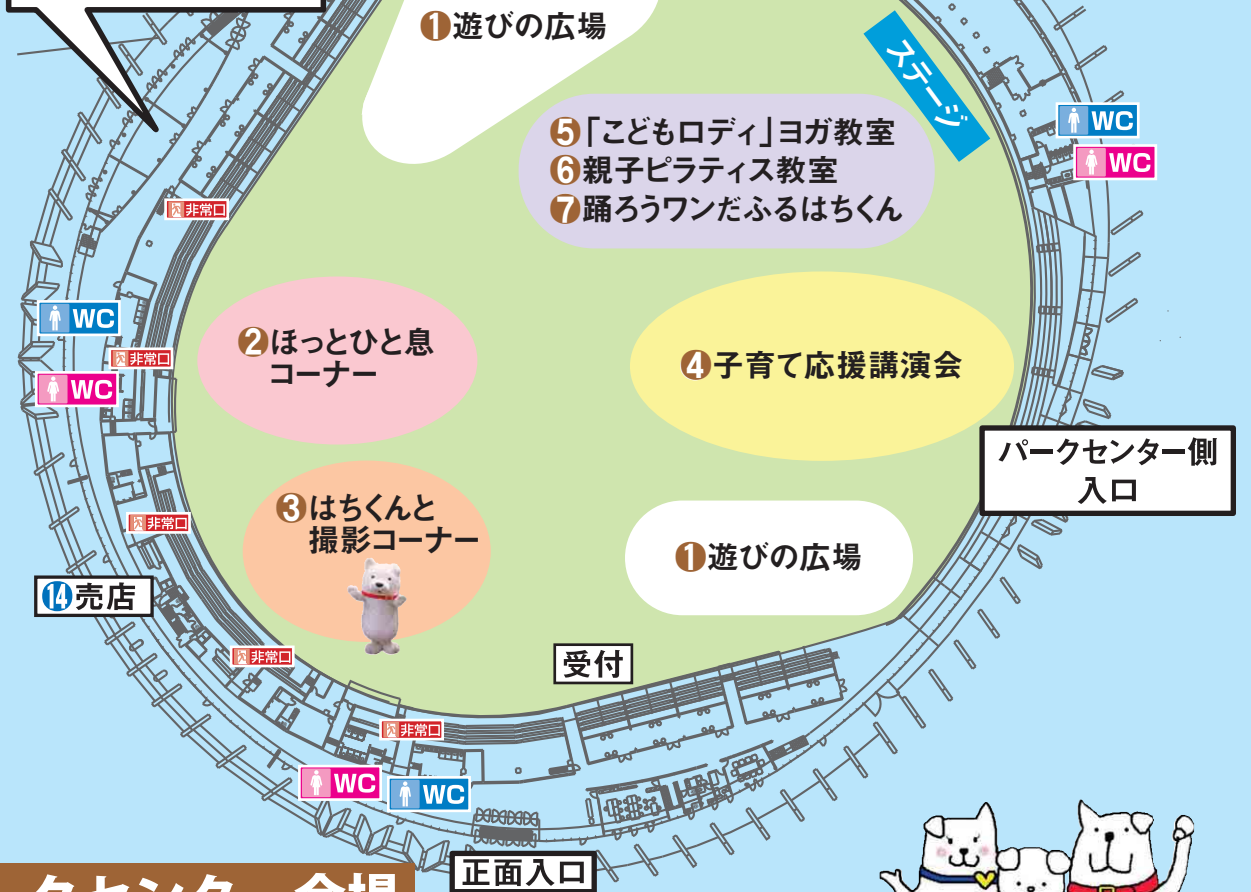 ❶遊びの広場
ステージ
❺「こどもロディ」ヨガ教室
❻親子ピラティス教室
❼踊ろうワンだふるはちくん
WC
WC
非常口
WC
非常口
WC
❷ほっとひと息
コーナー
❹子育て応援講演会
パークセンター側
入口
❸はちくんと
撮影コーナー
非常口
❶遊びの広場
⓮売店
非常口
受付
非常口
WC
WC
正面入口